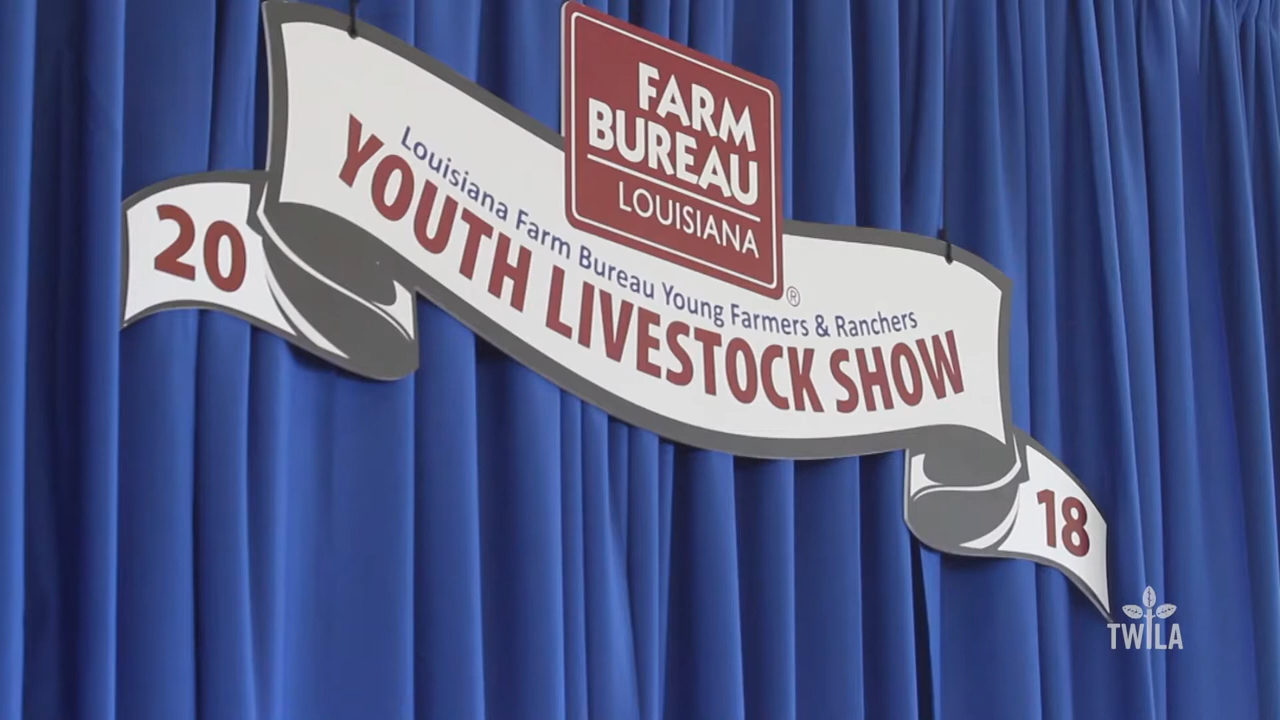 FARM
BUREAU
LOUISIANA
®
Louisiana Farm Bureau Young Farmers & Ranchers
YOUTH LIVESTOCK SHOW
20
18
TWILA